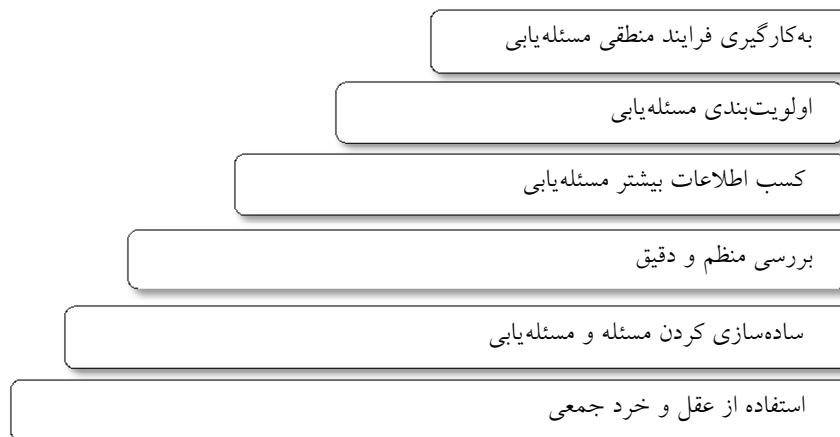 به‌کارگیری فرایند منطقی مسئله‌یابی
اولویت‌بندی مسئله‌یابی
کسب اطلاعات بیشتر مسئله‌یابی
بررسی منظم و دقیق
ساده‌سازی کردن مسئله و مسئله‌یابی
استفاده از عقل و خرد جمعی